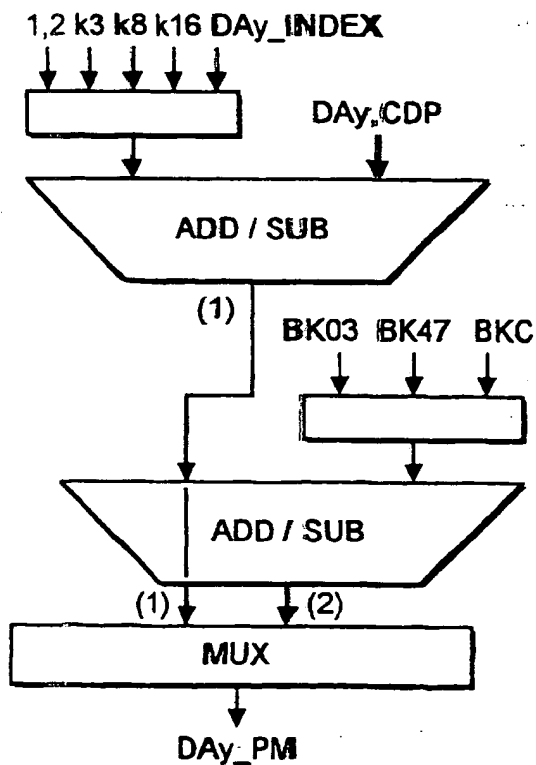 1,2 k3 k8 k16 DAy_INDEX
DAy, CDP
ADD / SUB
(1)
BK03 BK47 BKC
ADD / SUB
(1) (2)
MUX
DAy_PM